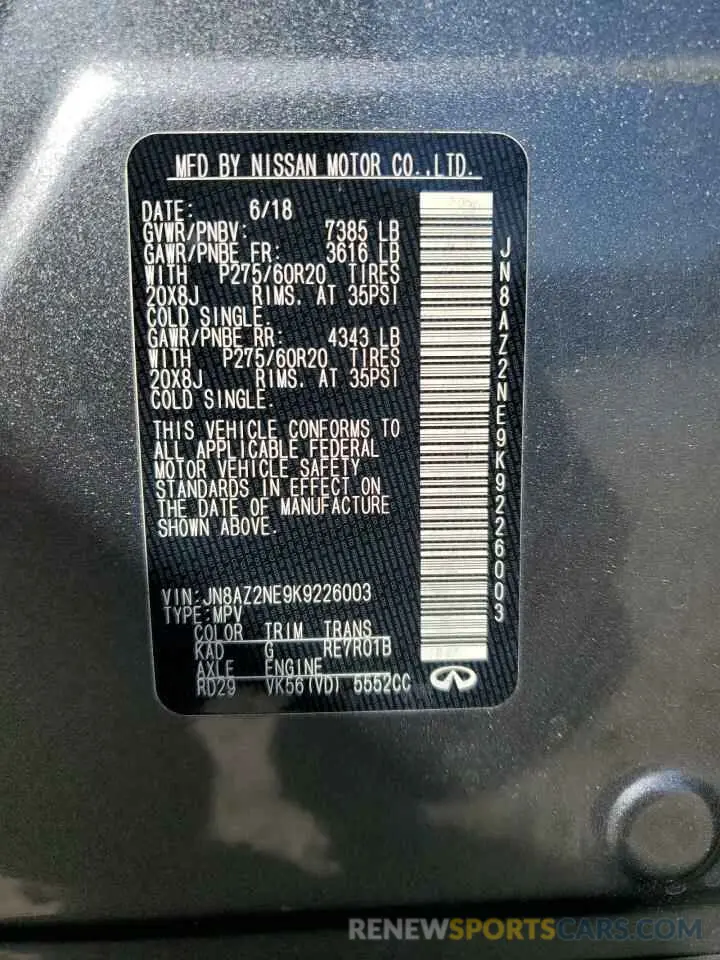 MFD BY NISSAN MOTOR CO.,LTD.
DATE: 6/18
GVWR/PNBV: 7385 LB
GAWR/PNBE FR: 3616 LB
WITH P275/60R20 TIRES
20X8J RIMS. AT 35PSI
COLD SINGLE.
GAWR/PNBE RR: 4343 LB
WITH P275/60R20 TIRES
20X8J RIMS. AT 35PSI
COLD SINGLE.
THIS VEHICLE CONFORMS TO
ALL APPLICABLE FEDERAL
MOTOR VEHICLE SAFETY
STANDARDS IN EFFECT ON
THE DATE OF MANUFACTURE
SHOWN ABOVE.
VIN:JN8AZ2NE9K9226003
TYPE:MPV
COLOR TRIM TRANS
KAD G RE7R01B
AXLE ENGINE
RD29 VK56(VD) 5552CC
JN8AZ2NE9K9226003
RENEWSPORTSCARS.COM